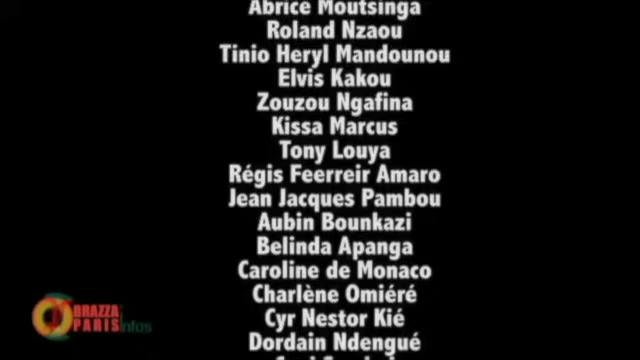 Abrice Moutsinga
Roland Nzaou
Tinio Heryl Mandounou
Elvis Kakou
Zouzou Ngafina
Kissa Marcus
Tony Louya
Régis Feerreir Amaro
Jean Jacques Pambou
Aubin Bounkazi
Belinda Apanga
Caroline de Monaco
Charlène Omiéré
Cyr Nestor Kié
Dordain Ndengué
BRAZZA
PARIS infos